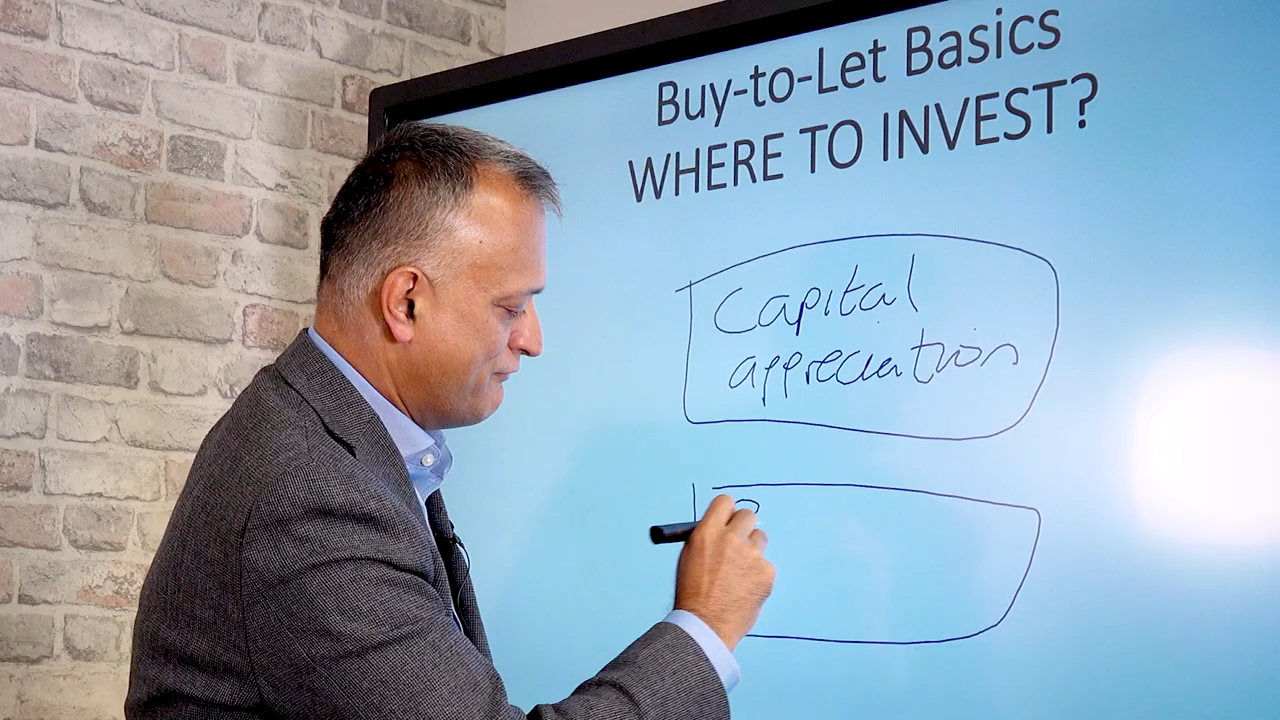 Buy-to-Let Basics
WHERE TO INVEST?
Capital
appreciation